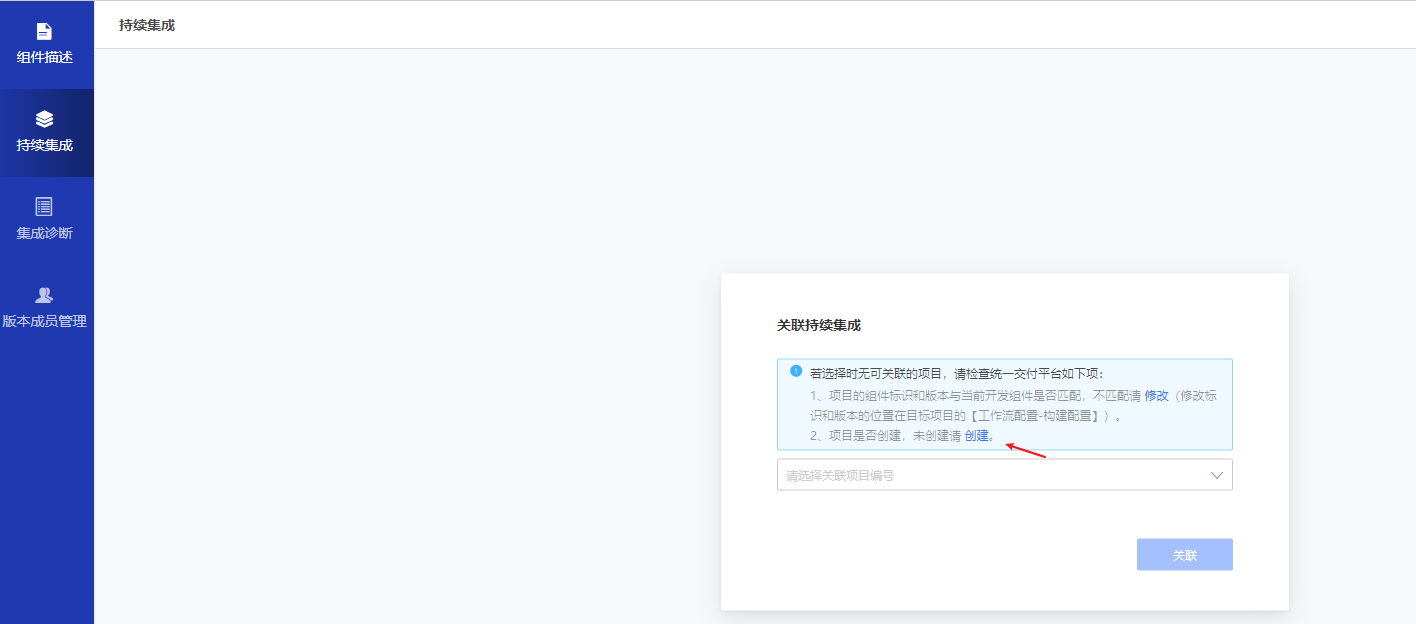 组件描述
持续集成
集成诊断
版本成员管理
持续集成
关联持续集成
若选择时无可关联的项目，请检查统一交付平台如下项：
1、项目的组件标识和版本与当前开发组件是否匹配，不匹配请 修改（修改标
识和版本的位置在目标项目的【工作流配置-构建配置】）。
2、项目是否创建，未创建请 创建。
请选择关联项目编号
关联